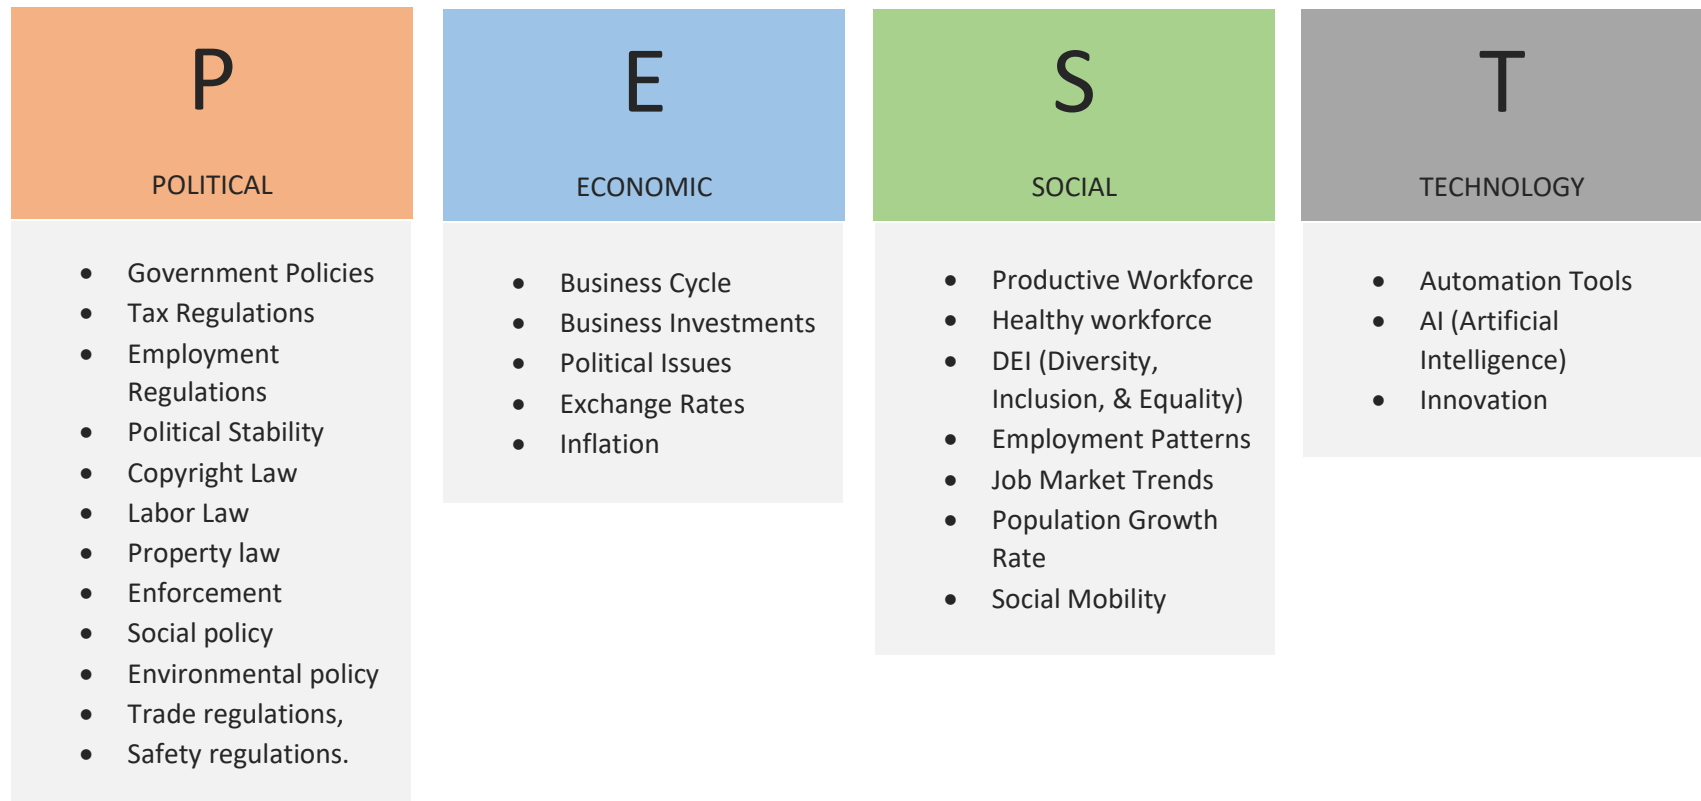 P
POLITICAL
• Government Policies
• Tax Regulations
• Employment
Regulations
• Political Stability
• Copyright Law
• Labor Law
• Property law
• Enforcement
• Social policy
• Environmental policy
• Trade regulations,
• Safety regulations.
E
ECONOMIC
• Business Cycle
• Business Investments
• Political Issues
• Exchange Rates
• Inflation
S
SOCIAL
• Productive Workforce
• Healthy workforce
• DEI (Diversity,
Inclusion, & Equality)
• Employment Patterns
• Job Market Trends
• Population Growth
Rate
• Social Mobility
T
TECHNOLOGY
• Automation Tools
• AI (Artificial
Intelligence)
• Innovation